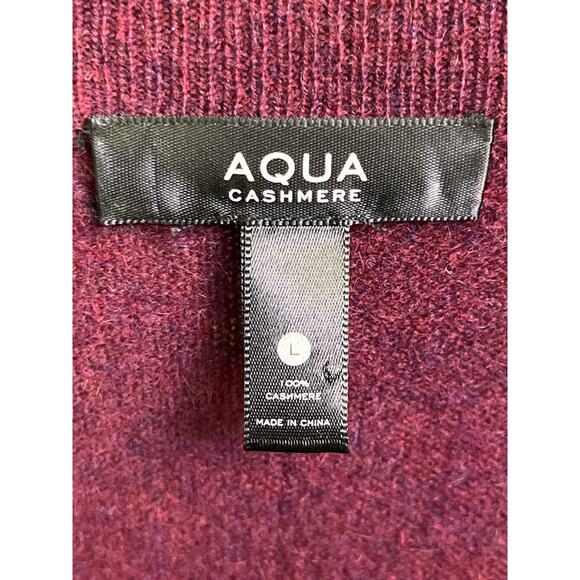 AQUA
CASHMERE
L
100%
CASHMERE
MADE IN CHINA